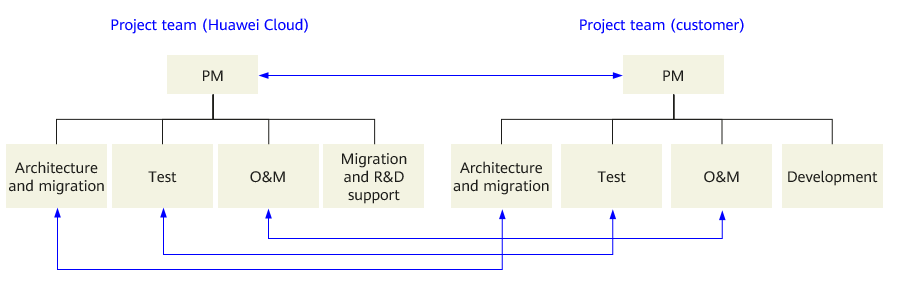 Project team (Huawei Cloud)
Project team (customer)
PM
PM
Architecture
and migration
Test
O&M
Migration
and R&D
support
Architecture
and migration
Test
O&M
Development